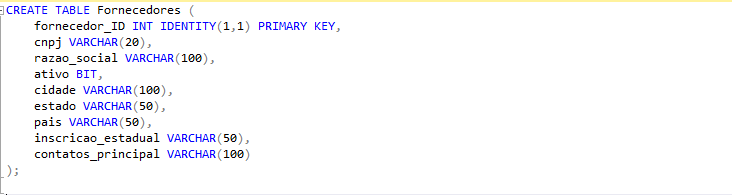 CREATE TABLE Fornecedores (
fornecedor_ID INT IDENTITY(1,1) PRIMARY KEY,
cnpj VARCHAR(20),
razao_social VARCHAR(100),
ativo BIT,
cidade VARCHAR(100),
estado VARCHAR(50),
pais VARCHAR(50),
inscricao_estadual VARCHAR(50),
contatos_principal VARCHAR(100)
);